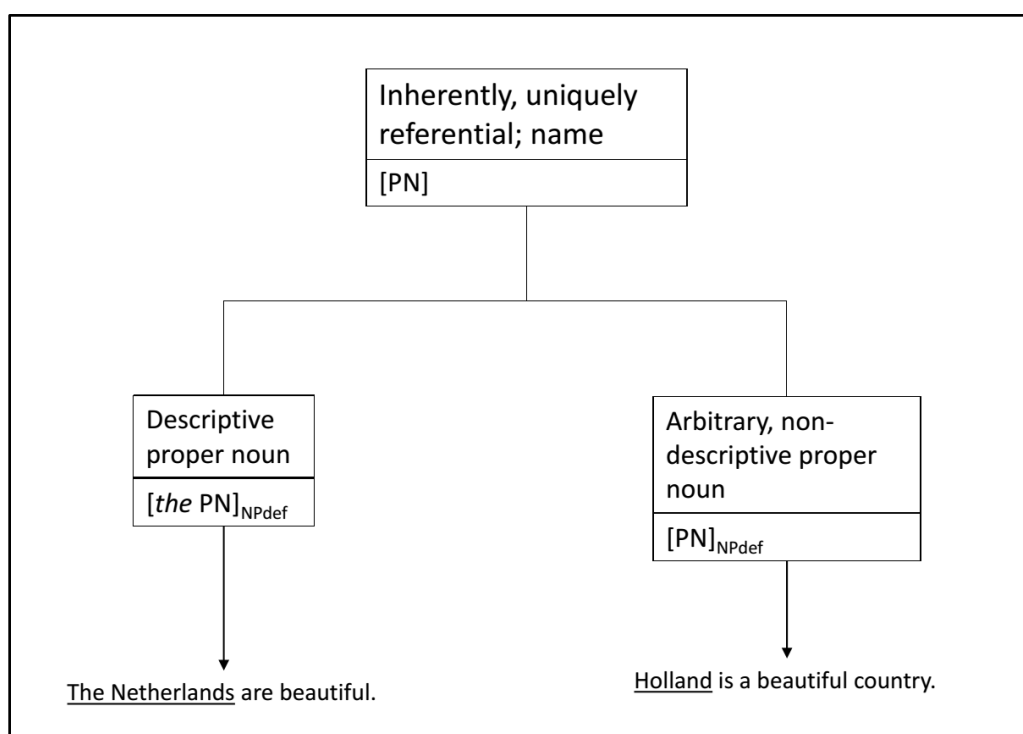 Inherently, uniquely
referential; name
[PN]
Descriptive
proper noun
[the PN]NPdef
Arbitrary, non-
descriptive proper
noun
[PN]NPdef
The Netherlands are beautiful.
Holland is a beautiful country.